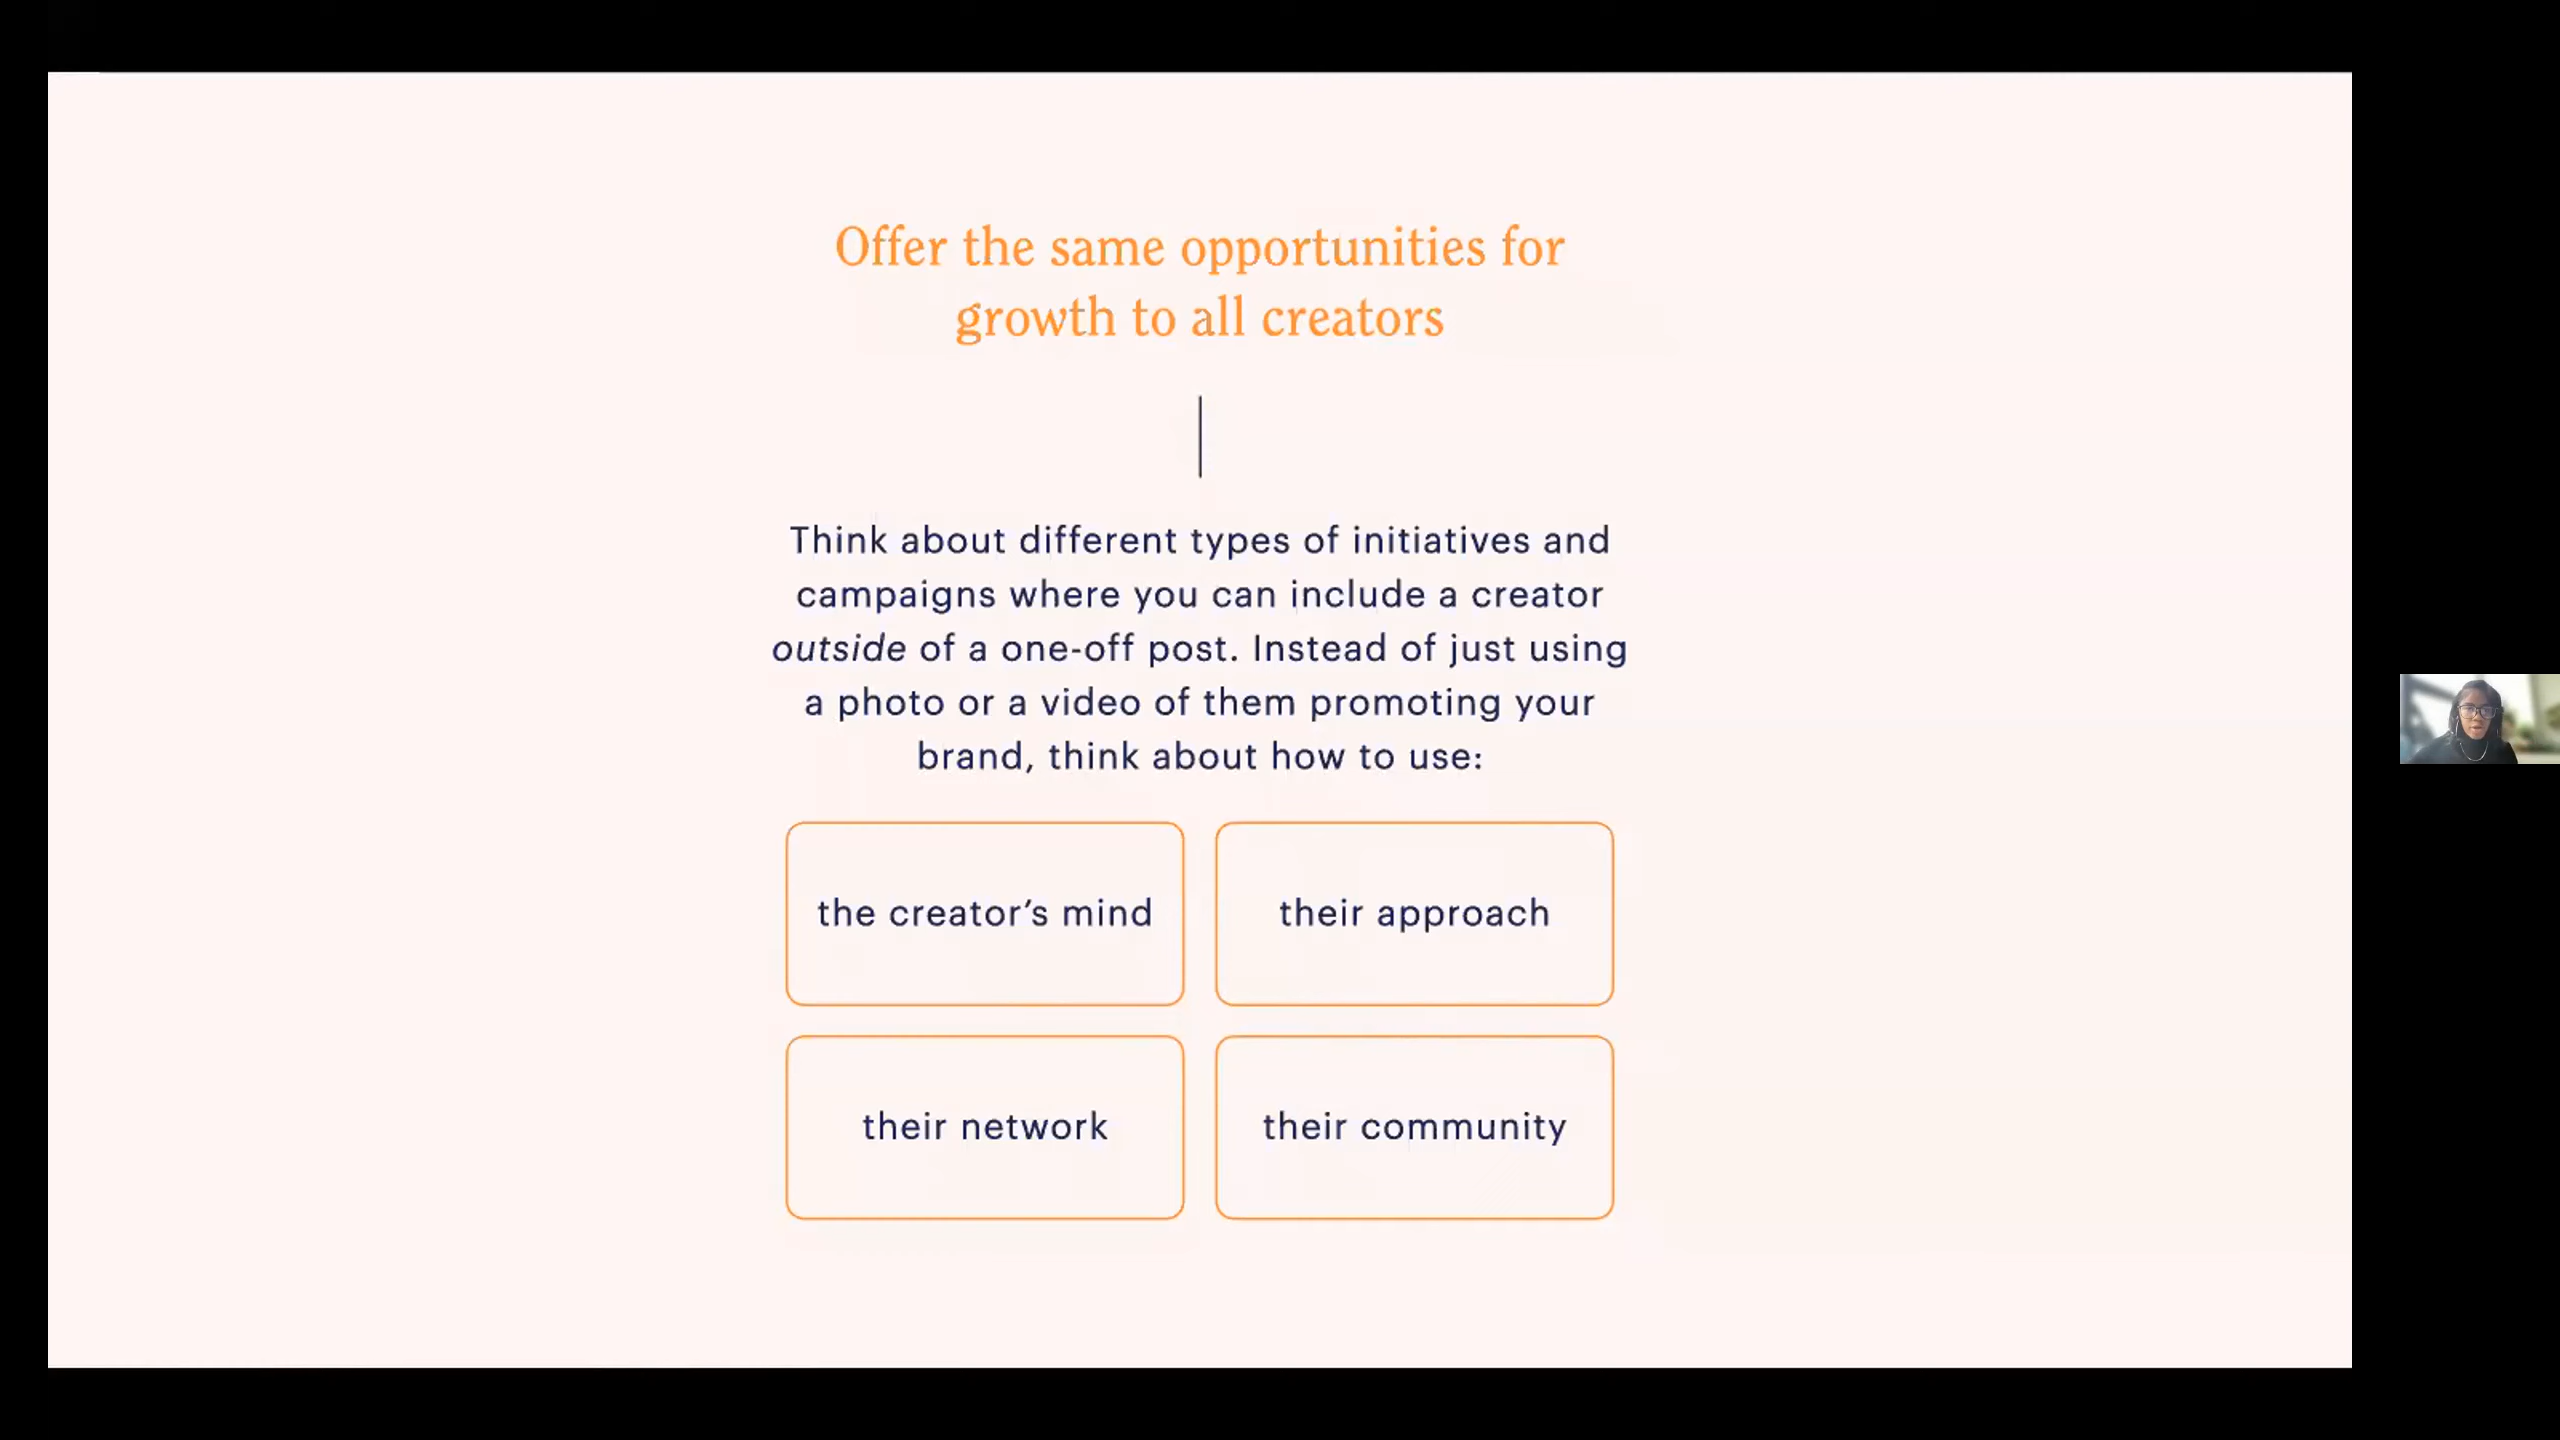 Offer the same opportunities for
growth to all creators
Think about different types of initiatives and
campaigns where you can include a creator
outside of a one-off post. Instead of just using
a photo or a video of them promoting your
brand, think about how to use:
the creator’s mind
their approach
their network
their community